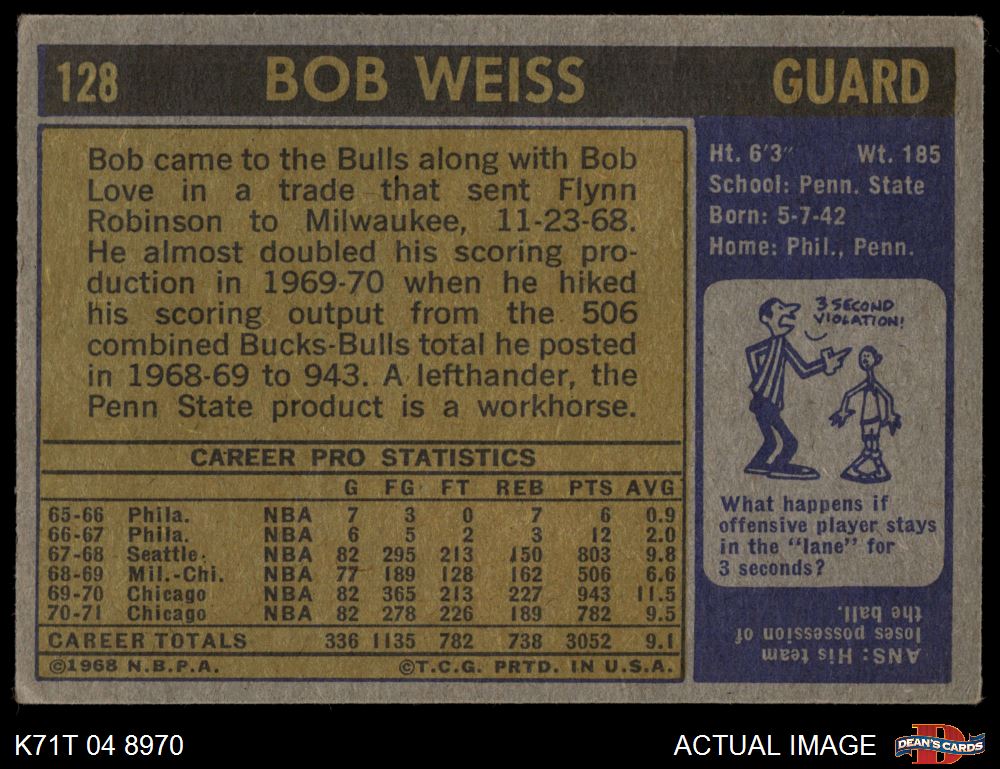 128 BOB WEISS GUARD
Bob came to the Bulls along with Bob
Love in a trade that sent Flynn
Robinson to Milwaukee, 11-23-68.
He almost doubled his scoring pro-
duction in 1969-70 when he hiked
his scoring output from the 506
combined Bucks-Bulls total he posted
in 1968-69 to 943. A lefthander, the
Penn State product is a workhorse.
CAREER PRO STATISTICS
G FG FT REB PTS AVG
65-66 Phila. NBA 7 3 0 7 6 0.9
66-67 Phila. NBA 6 5 2 3 12 2.0
67-68 Seattle. NBA 82 295 213 150 803 9.8
68-69 Mil.-Chi. NBA 77 189 128 162 506 6.6
69-70 Chicago NBA 82 365 213 227 943 11.5
70-71 Chicago NBA 82 278 226 189 782 9.5
CAREER TOTALS 336 1135 782 738 3052 9.1
©1968 N.B.P.A. ©T.C.G. PRTD. IN U.S.A.
Ht. 6'3" Wt. 185
School: Penn. State
Born: 5-7-42
Home: Phil., Penn.
3 SECOND
VIOLATION!
What happens if
offensive player stays
in the "lane" for
3 seconds?
ANS: His team
loses possession of
the ball.
K71T 04 8970
ACTUAL IMAGE
D
DEAN'S CARDS